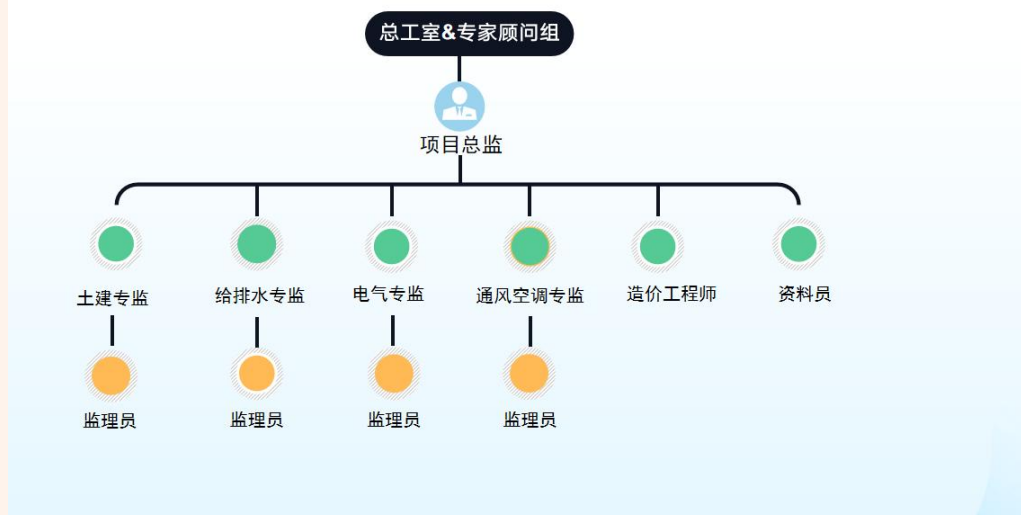 总工室&专家顾问组
项目总监
土建专监
给排水专监
电气专监
通风空调专监
造价工程师
资料员
监理员
监理员
监理员
监理员